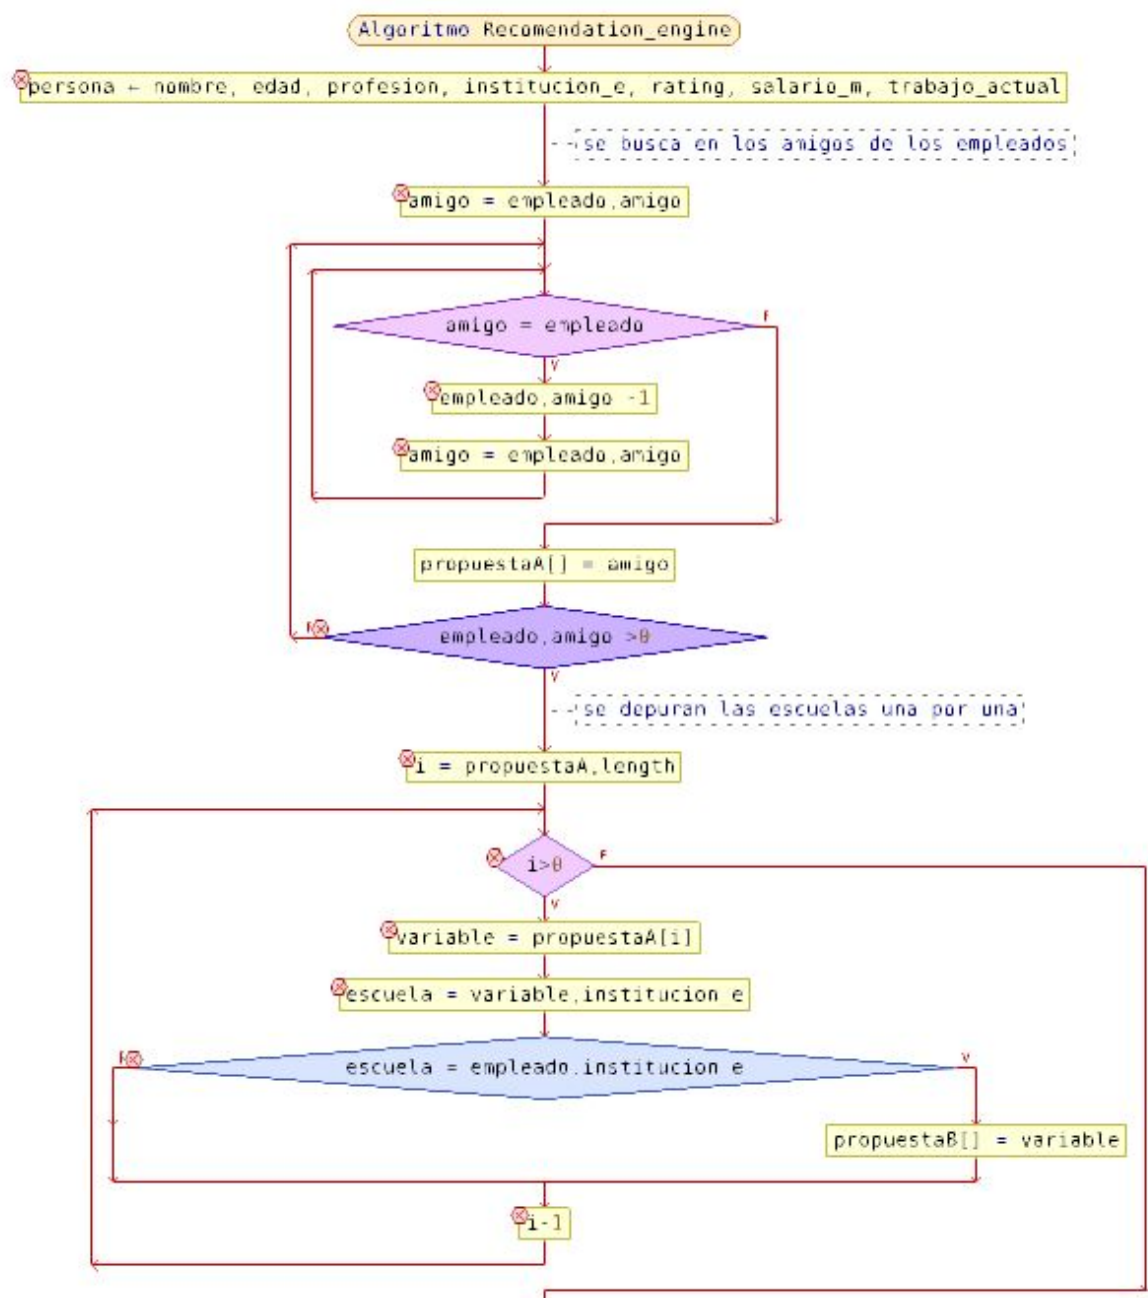 Algoritmo Recomendation_engine
persona ← nombre, edad, profesion, institucion_e, rating, salario_m, trabajo_actual
se busca en los amigos de los empleados
amigo = empleado,amigo
amigo = empleado
F
V
empleado,amigo -1
amigo = empleado,amigo
propuestaA[] = amigo
F
empleado,amigo >0
V
se depuran las escuelas una por una
i = propuestaA,length
i>0
F
V
variable = propuestaA[i]
escuela = variable,institucion e
F
escuela = empleado,institucion e
V
propuestaB[] = variable
i-1